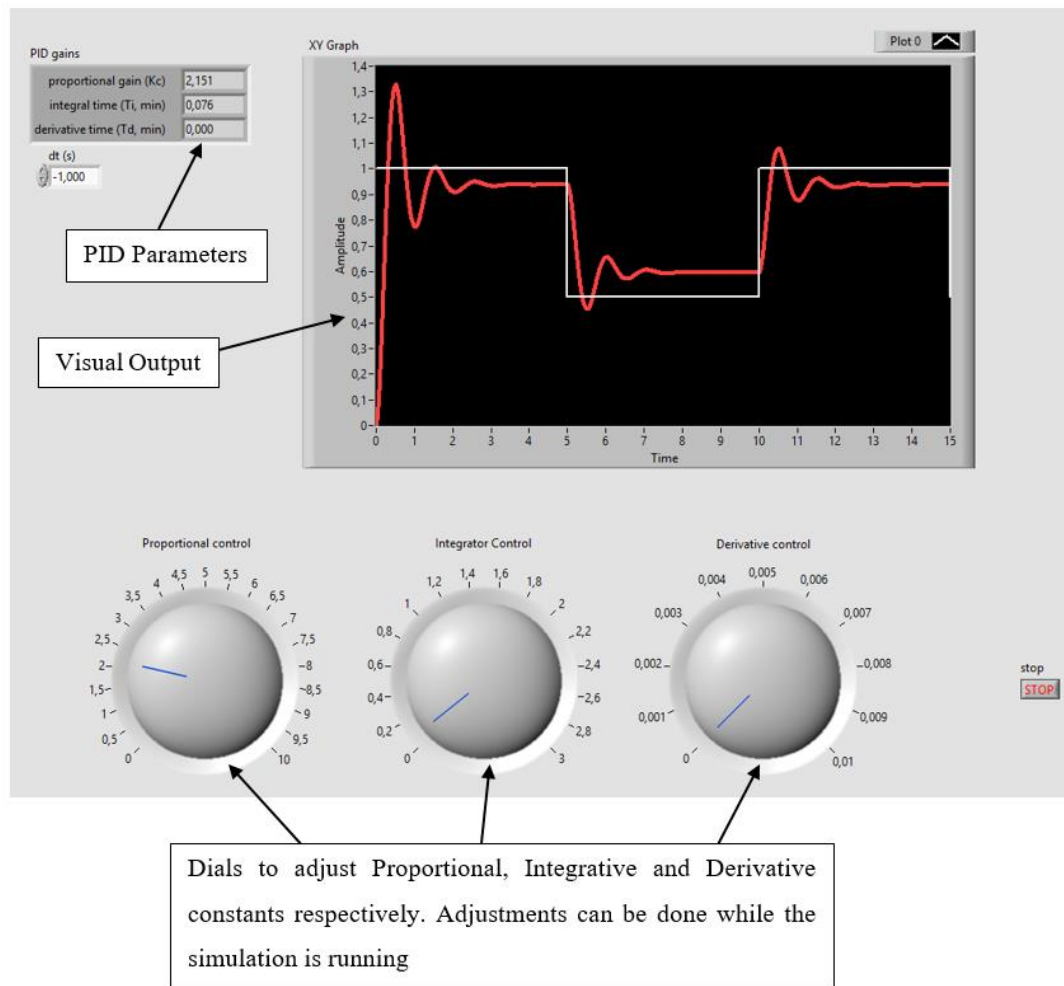 PID gains
proportional gain (Kc) 2,151
integral time (Ti, min) 0,076
derivative time (Td, min) 0,000
dt (s)
-1,000
PID Parameters
Visual Output
XY Graph
Plot 0
1,4
1,3
1,2
1,1
1
0,9
0,8
0,7
0,6
0,5
0,4
0,3
0,2
0,1
0
Amplitude
0 1 2 3 4 5 6 7 8 9 10 11 12 13 14 15
Time
Proportional control
0 0,5 1 1,5 2 2,5 3 3,5 4 4,5 5 5,5 6 6,5 7 7,5 8 8,5 9 9,5 10
Integrator Control
0 0,2 0,4 0,6 0,8 1 1,2 1,4 1,6 1,8 2 2,2 2,4 2,6 2,8 3
Derivative control
0 0,001 0,002 0,003 0,004 0,005 0,006 0,007 0,008 0,009 0,01
stop
STOP
Dials to adjust Proportional, Integrative and Derivative
constants respectively. Adjustments can be done while the
simulation is running